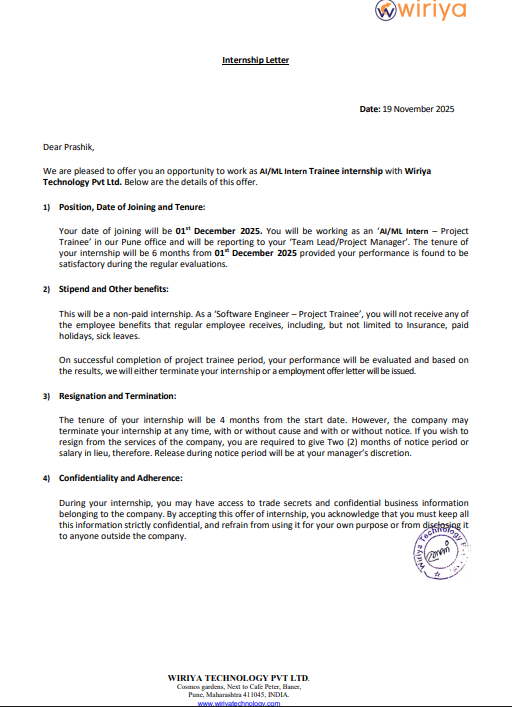 wiriya
Internship Letter
Date: 19 November 2025
Dear Prashik,
We are pleased to offer you an opportunity to work as AI/ML Intern Trainee internship with Wiriya
Technology Pvt Ltd. Below are the details of this offer.
1) Position, Date of Joining and Tenure:
Your date of joining will be 01st December 2025. You will be working as an ‘AI/ML Intern – Project
Trainee’ in our Pune office and will be reporting to your ‘Team Lead/Project Manager’. The tenure of
your internship will be 6 months from 01st December 2025 provided your performance is found to be
satisfactory during the regular evaluations.
2) Stipend and Other benefits:
This will be a non-paid internship. As a ‘Software Engineer – Project Trainee’, you will not receive any of
the employee benefits that regular employee receives, including, but not limited to Insurance, paid
holidays, sick leaves.
On successful completion of project trainee period, your performance will be evaluated and based on
the results, we will either terminate your internship or a employment offer letter will be issued.
3) Resignation and Termination:
The tenure of your internship will be 4 months from the start date. However, the company may
terminate your internship at any time, with or without cause and with or without notice. If you wish to
resign from the services of the company, you are required to give Two (2) months of notice period or
salary in lieu, therefore. Release during notice period will be at your manager’s discretion.
4) Confidentiality and Adherence:
During your internship, you may have access to trade secrets and confidential business information
belonging to the company. By accepting this offer of internship, you acknowledge that you must keep all
this information strictly confidential, and refrain from using it for your own purpose or from disclosing it
to anyone outside the company.
Wiriya Technology P
WIRIYA TECHNOLOGY PVT LTD.
Cosmos gardens, Next to Cafe Peter, Baner,
Pune, Maharashtra 411045, INDIA.
www.wiriyatechnology.com